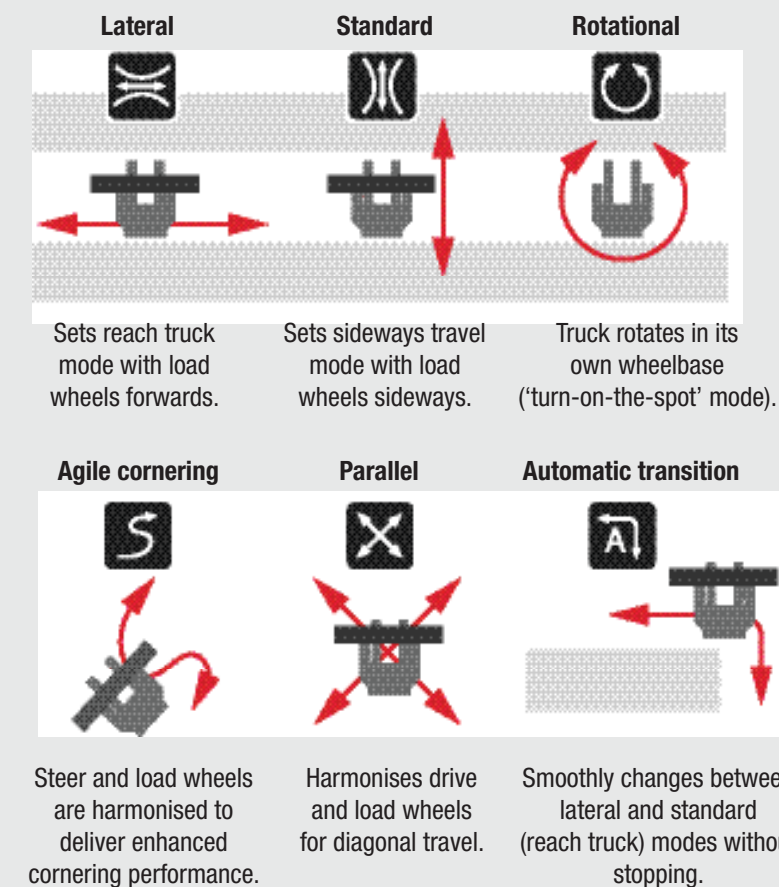 Lateral
Standard
Rotational
Sets reach truck
mode with load
wheels forwards.
Sets sideways travel
mode with load
wheels sideways.
Truck rotates in its
own wheelbase
(‘turn-on-the-spot’ mode).
Agile cornering
Parallel
Automatic transition
A
Steer and load wheels
are harmonised to
deliver enhanced
cornering performance.
Harmonises drive
and load wheels
for diagonal travel.
Smoothly changes betwee
lateral and standard
(reach truck) modes withou
stopping.